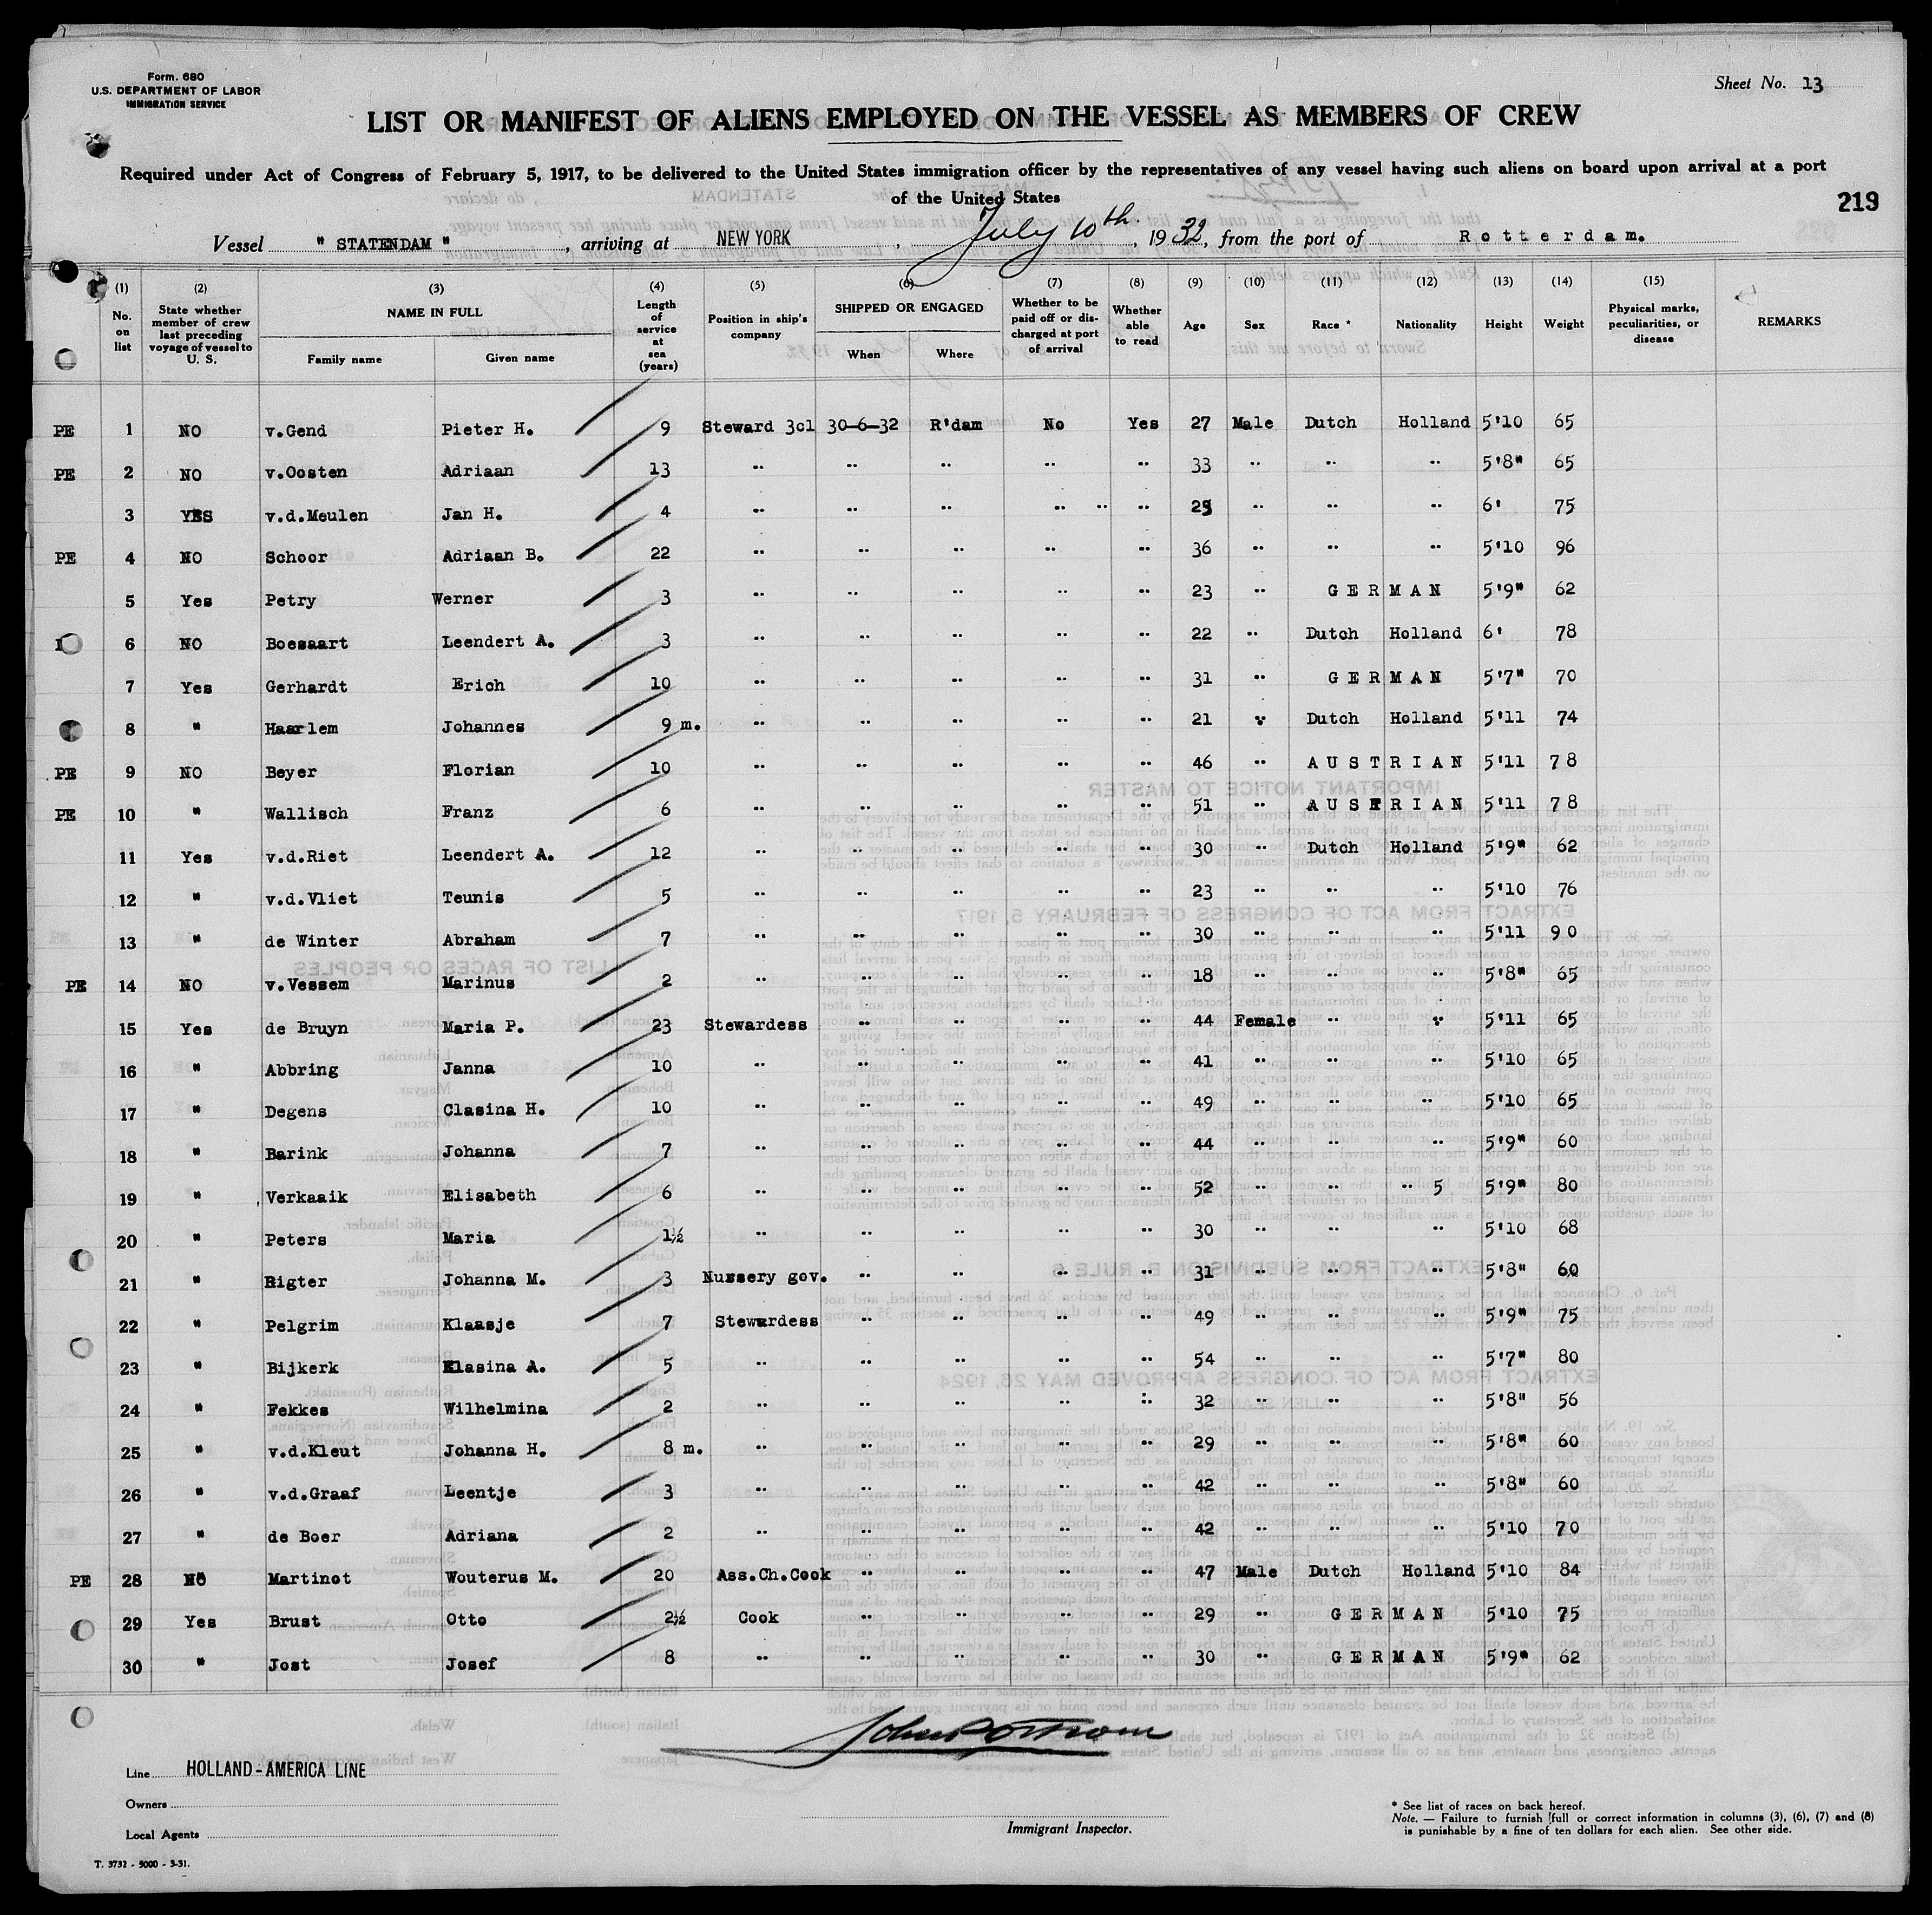 Form. 680
U.S. DEPARTMENT OF LABOR
IMMIGRATION SERVICE
Sheet No. 13
LIST OR MANIFEST OF ALIENS EMPLOYED ON THE VESSEL AS MEMBERS OF CREW
Required under Act of Congress of February 5, 1917, to be delivered to the United States immigration officer by the representatives of any vessel having such aliens on board upon arrival at a port
of the United States
219
Vessel " STATENDAM ", arriving at NEW YORK, July 10th., 1932, from the port of Rotterdam.
(1) (2) (3) (4) (5) (6) (7) (8) (9) (10) (11) (12) (13) (14) (15)
No. on list State whether member of crew last preceding voyage of vessel to U. S. NAME IN FULL Family name Given name Length of service at sea (years) Position in ship's company SHIPPED OR ENGAGED When Where Whether to be paid off or discharged at port of arrival Whether able to read Age Sex Race * Nationality Height Weight Physical marks, peculiarities, or disease REMARKS
PE 1 NO v.Gend Pieter H. 9 Steward 3cl 30-6-32 R'dam No Yes 27 Male Dutch Holland 5'10 65
PE 2 NO v.Oosten Adriaan 13 " " " " " 33 " " " 5'8" 65
3 YES v.d.Meulen Jan H. 4 " " " " " " " " " " 6' 75
PE 4 NO Schoor Adriaan B. 22 " " " " " 36 " " " 5'10 96
5 Yes Petry Werner 3 " " " " " 23 " GERMAN 5'9" 62
6 NO Boesaart Leendert A. 3 " " " " " 22 " Dutch Holland 6' 78
7 Yes Gerhardt Erich 10 " " " " " 31 " GERMAN 5'7" 70
8 " Haarlem Johannes 9 m. " " " " " 21 " Dutch Holland 5'11 74
PE 9 NO Beyer Florian 10 " " " " " 46 " AUSTRIAN 5'11 78
PE 10 " Wallisch Franz 6 " " " " " 51 " AUSTRIAN 5'11 78
11 Yes v.d.Riet Leendert A. 12 " " " " " 30 " Dutch Holland 5'9" 62
12 " v.d.Vliet Teunis 5 " " " " " 23 " " " 5'10 76
13 " de Winter Abraham 7 " " " " " 30 " " " 5'11 90
PE 14 NO v.Vessem Marinus 2 " " " " " 18 " " " 5'8" 65
15 Yes de Bruyn Maria P. 23 Stewardess " " " " 44 Female " " 5'11 65
16 " Abbring Janna 10 " " " " " 41 " " " 5'10 65
17 " Degens Clasina H. 10 " " " " " 49 " " " 5'10 65
18 " Barink Johanna 7 " " " " " 44 " " " 5'9" 60
19 " Verkaaik Elisabeth 6 " " " " " 52 " " " 5 5'9" 80
20 " Peters Maria 1½ " " " " " 30 " " " 5'10 68
21 " Rigter Johanna M. 3 Nursery gov. " " " " 31 " " " 5'8" 60
22 " Pelgrim Klaasje 7 Stewardess " " " " 49 " " " 5'9" 75
23 " Bijkerk Klasina A. 5 " " " " " 54 " " " 5'7" 80
24 " Fekkes Wilhelmina 2 " " " " " 32 " " " 5'8" 56
25 " v.d.Kleut Johanna H. 8 m. " " " " " 29 " " " 5'8" 60
26 " v.d.Graaf Leentje 3 " " " " " 42 " " " 5'8" 60
27 " de Boer Adriana 2 " " " " " 42 " " " 5'10 70
PE 28 NO Martinot Wouterus M. 20 Ass.Ch.Cook " " " " 47 Male Dutch Holland 5'10 84
29 Yes Brust Otto 2½ Cook " " " " 29 " GERMAN 5'10 75
30 " Jost Josef 8 " " " " " 30 " GERMAN 5'9" 62
Line HOLLAND-AMERICA LINE
Owners
Local Agents
Immigrant Inspector.
* See list of races on back hereof.
Note. — Failure to furnish full or correct information in columns (3), (6), (7) and (8)
is punishable by a fine of ten dollars for each alien. See other side.
T. 3732 - 5000 - 3-31.